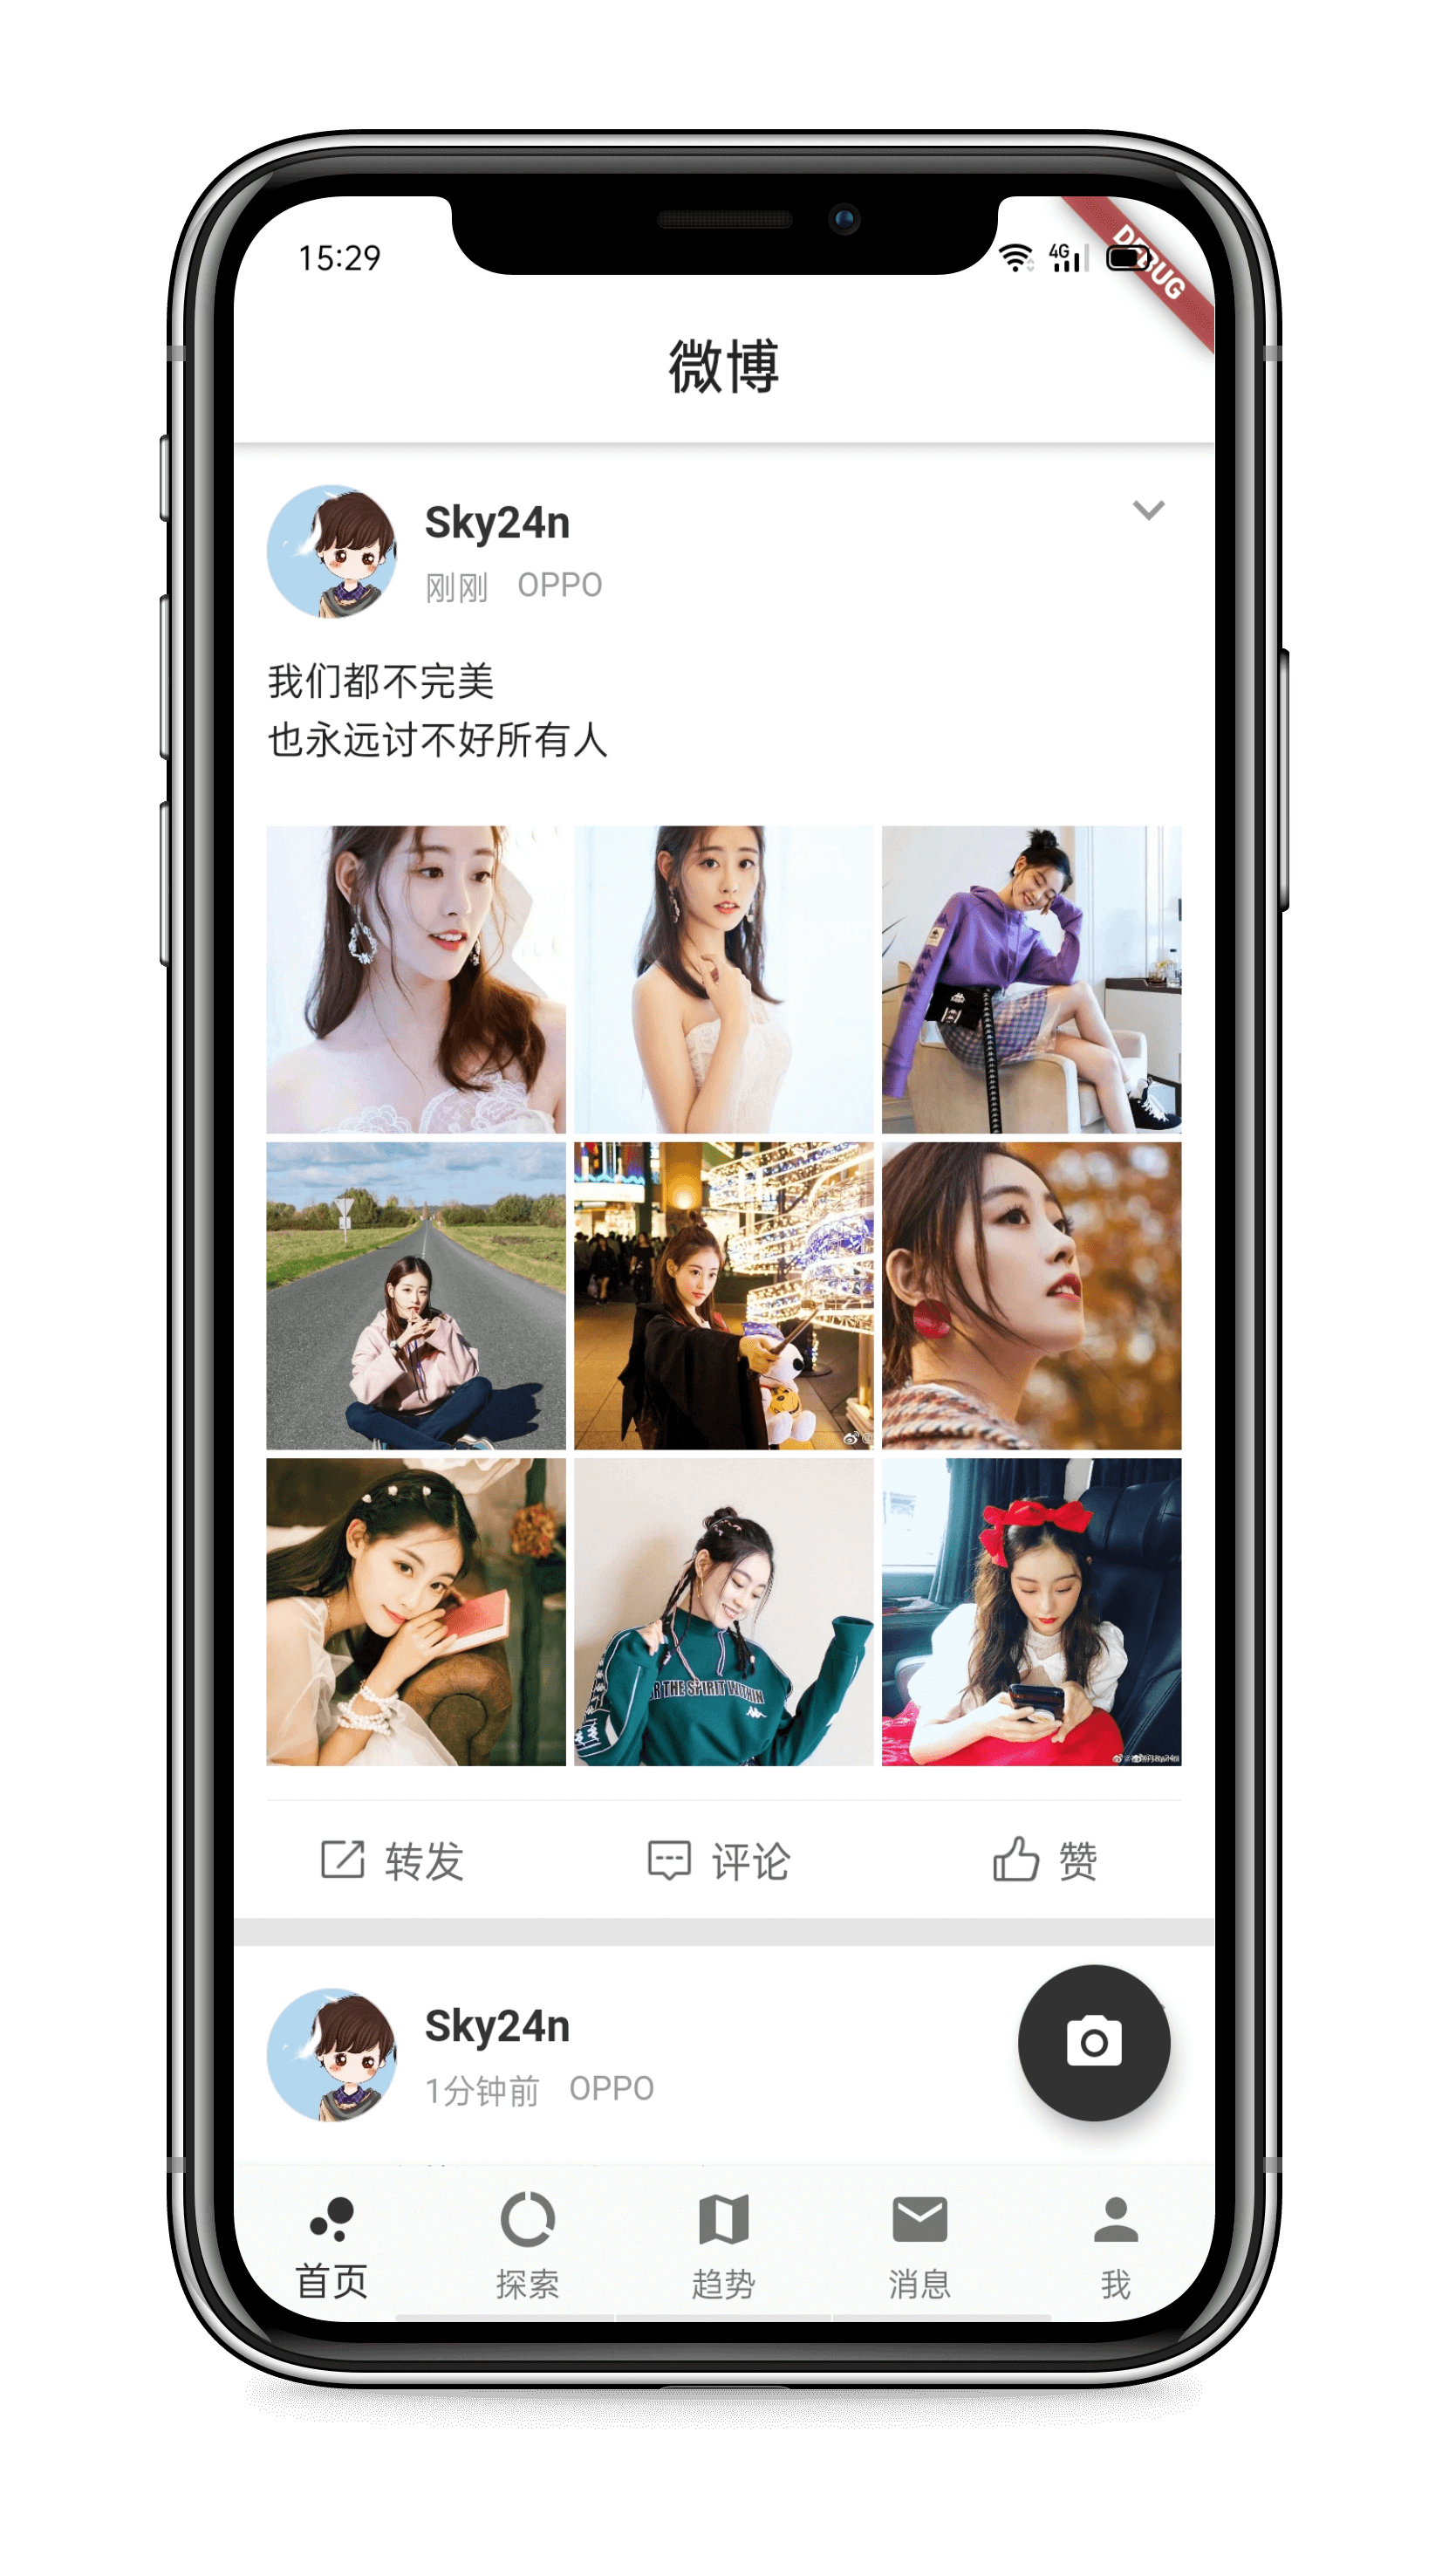 15:29
4G
DEBUG
微博
Sky24n
刚刚 OPPO
我们都不完美
也永远讨不好所有人
THE SPIRIT WITHIN
转发
评论
赞
Sky24n
1分钟前 OPPO
首页
探索
趋势
消息
我